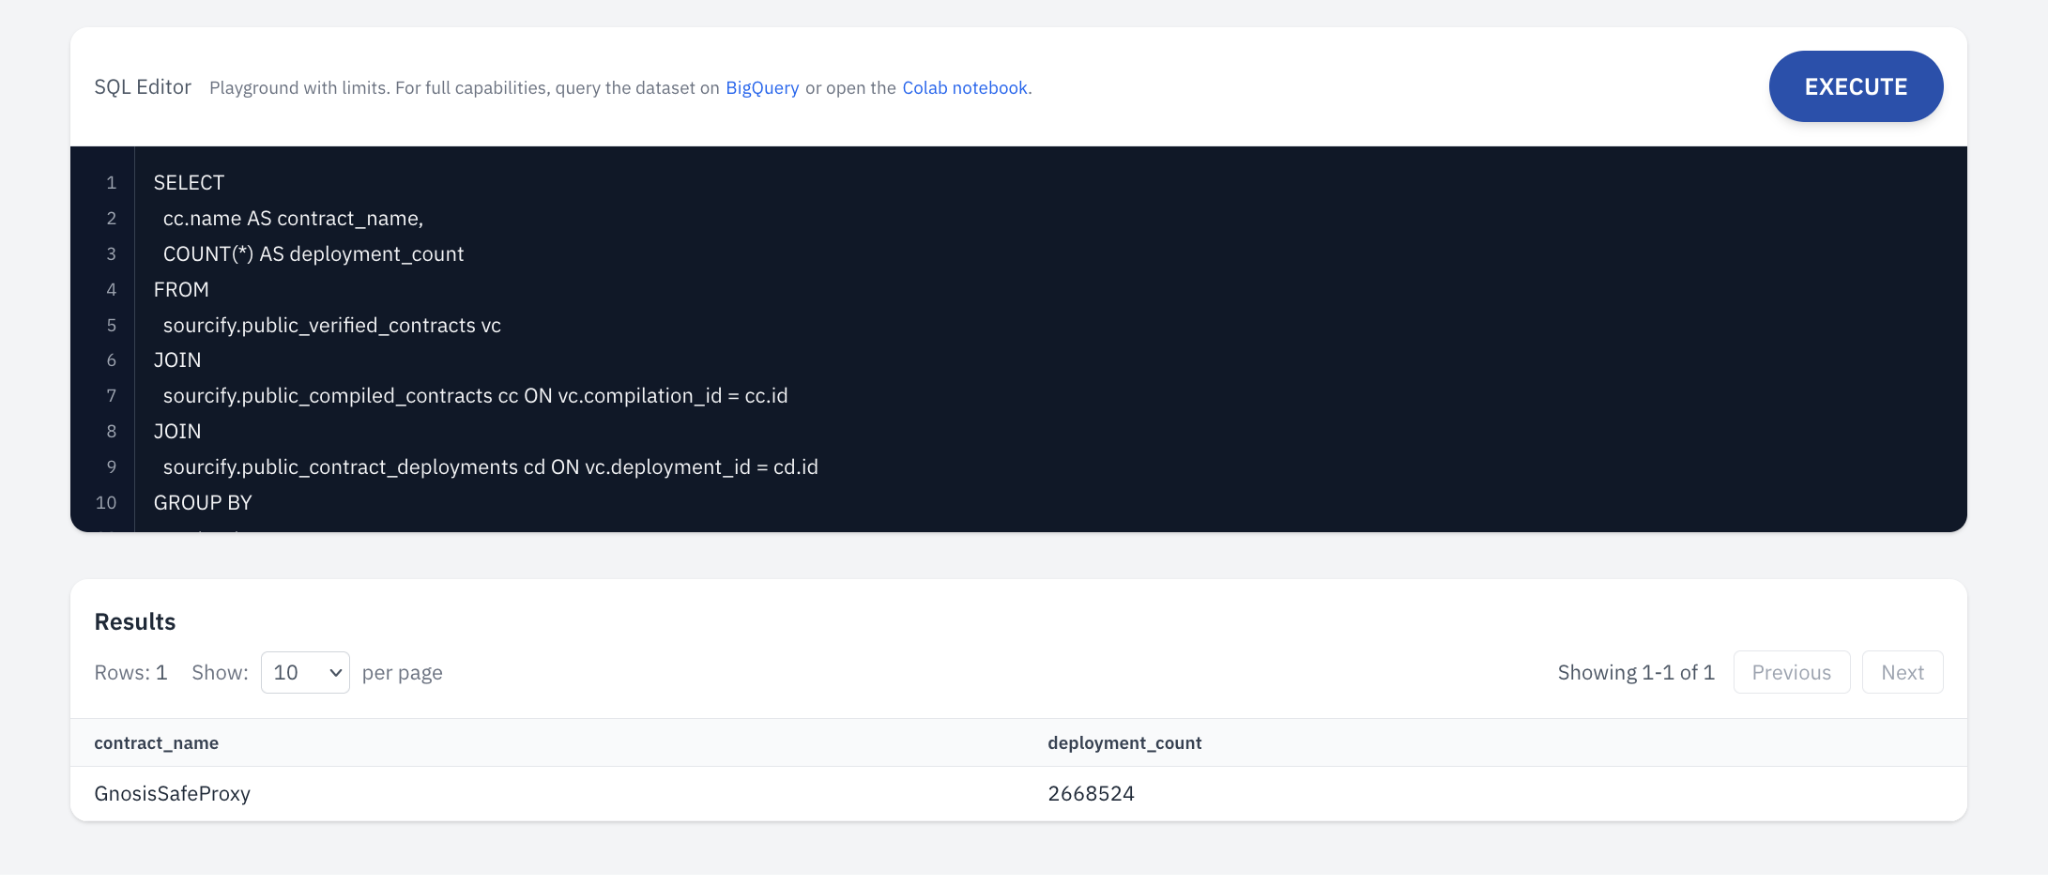 SQL Editor Playground with limits. For full capabilities, query the dataset on BigQuery or open the Colab notebook.
EXECUTE
1 SELECT
2 cc.name AS contract_name,
3 COUNT(*) AS deployment_count
4 FROM
5 sourcify.public_verified_contracts vc
6 JOIN
7 sourcify.public_compiled_contracts cc ON vc.compilation_id = cc.id
8 JOIN
9 sourcify.public_contract_deployments cd ON vc.deployment_id = cd.id
10 GROUP BY
Results
Rows: 1 Show: 10 per page
Showing 1-1 of 1 Previous Next
contract_name deployment_count
GnosisSafeProxy 2668524